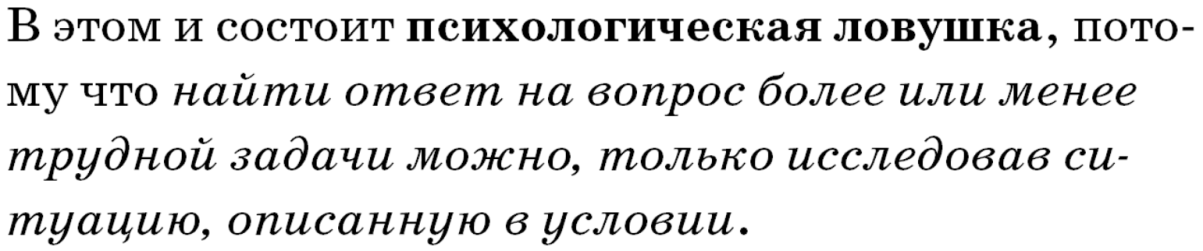 В этом и состоит психологическая ловушка, пото-
му что найти ответ на вопрос более или менее
трудной задачи можно, только исследовав си-
туацию, описанную в условии.